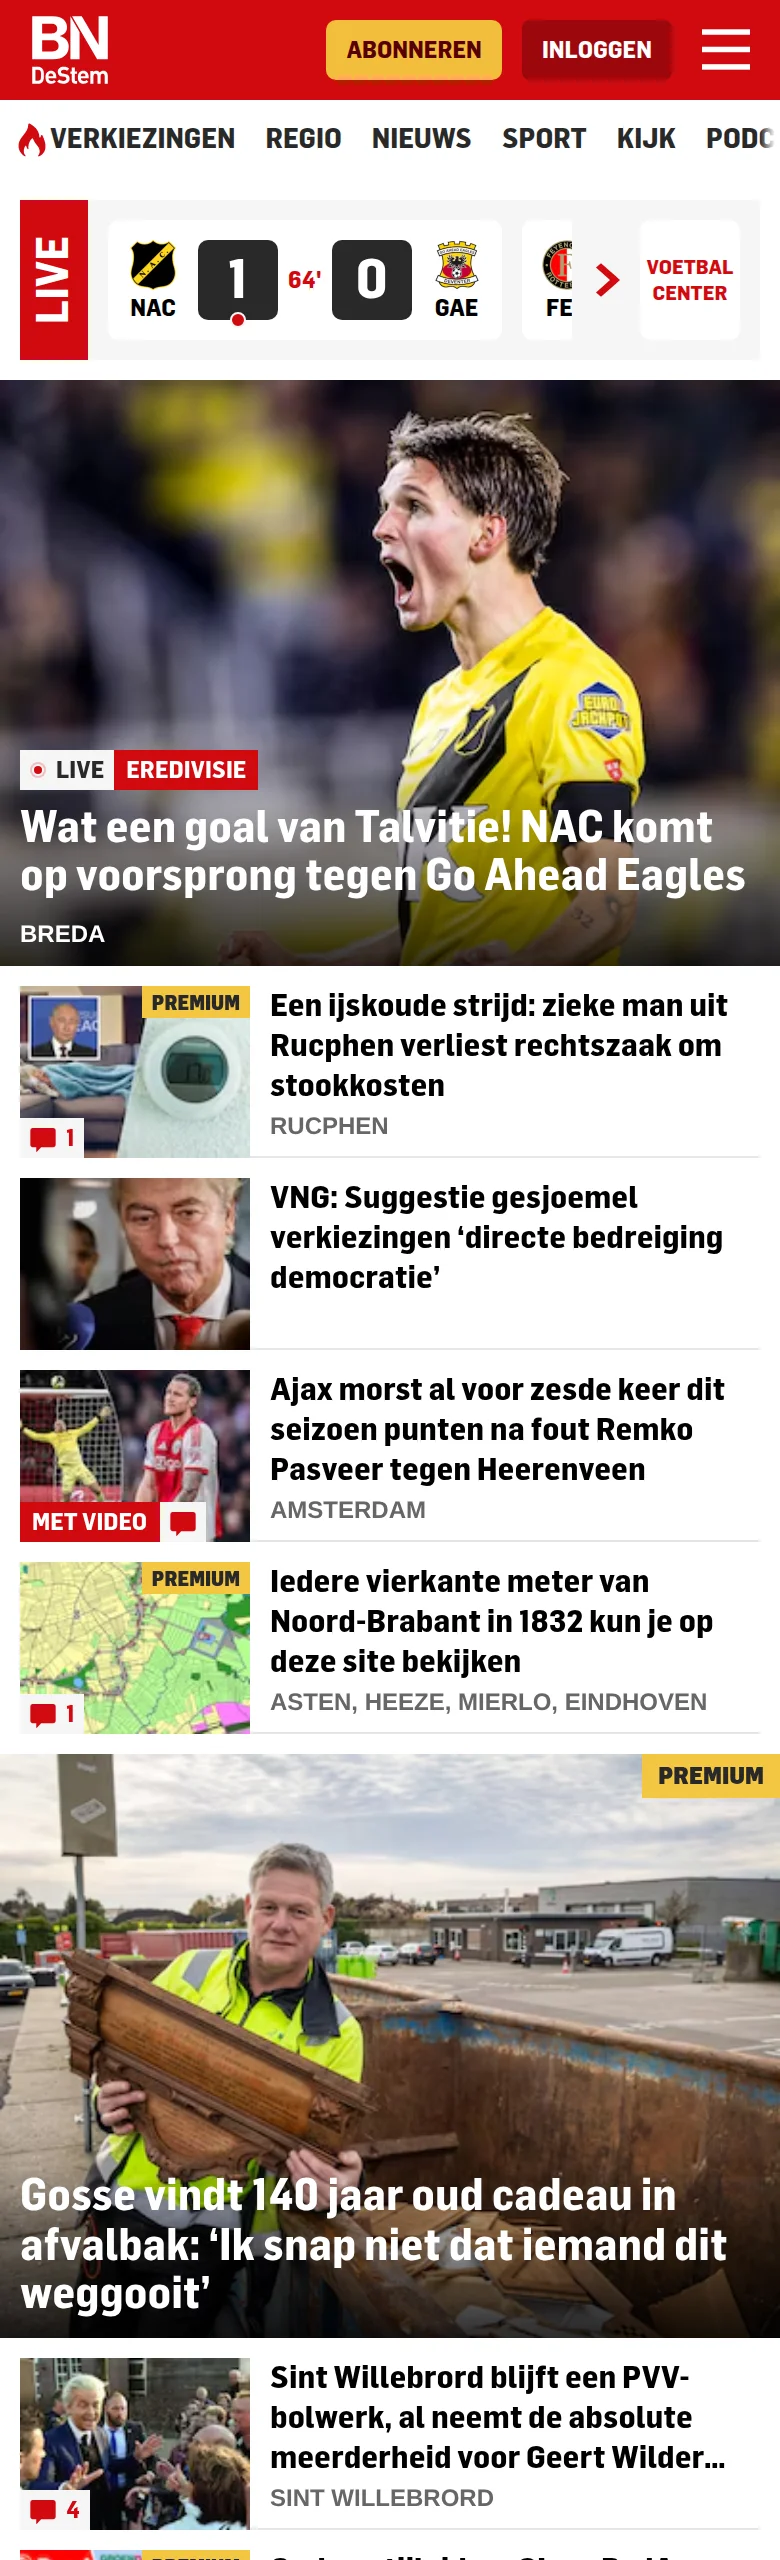 BN
DeStem
ABONNEREN
INLOGGEN
VERKIEZINGEN REGIO NIEUWS SPORT KIJK PODC
LIVE
NAC
1
64'
0
GAE
FE
VOETBAL
CENTER
EURO
JACKPOT
LIVE EREDIVISIE
Wat een goal van Talvitie! NAC komt
op voorsprong tegen Go Ahead Eagles
BREDA
PREMIUM
1
Een ijskoude strijd: zieke man uit
Rucphen verliest rechtszaak om
stookkosten
RUCPHEN
VNG: Suggestie gesjoemel
verkiezingen ‘directe bedreiging
democratie’
MET VIDEO
Ajax morst al voor zesde keer dit
seizoen punten na fout Remko
Pasveer tegen Heerenveen
AMSTERDAM
PREMIUM
1
Iedere vierkante meter van
Noord-Brabant in 1832 kun je op
deze site bekijken
ASTEN, HEEZE, MIERLO, EINDHOVEN
PREMIUM
Gosse vindt 140 jaar oud cadeau in
afvalbak: ‘Ik snap niet dat iemand dit
weggooit’
4
Sint Willebrord blijft een PVV-
bolwerk, al neemt de absolute
meerderheid voor Geert Wilder...
SINT WILLEBRORD